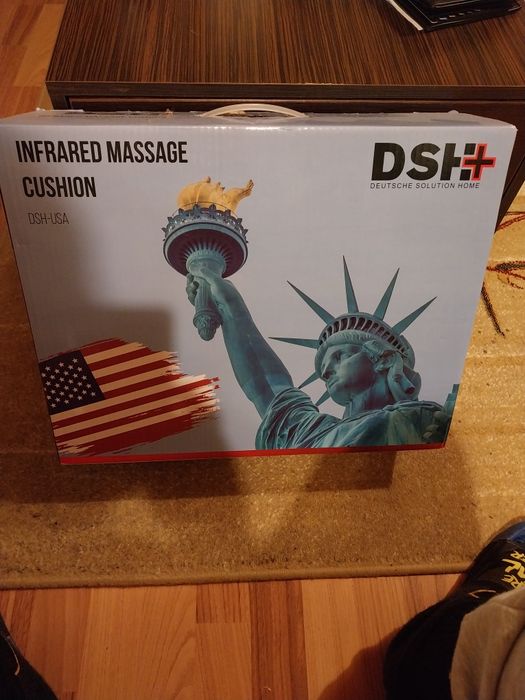 INFRARED MASSAGE
CUSHION
DSH-USA
DSH+
DEUTSCHE SOLUTION HOME